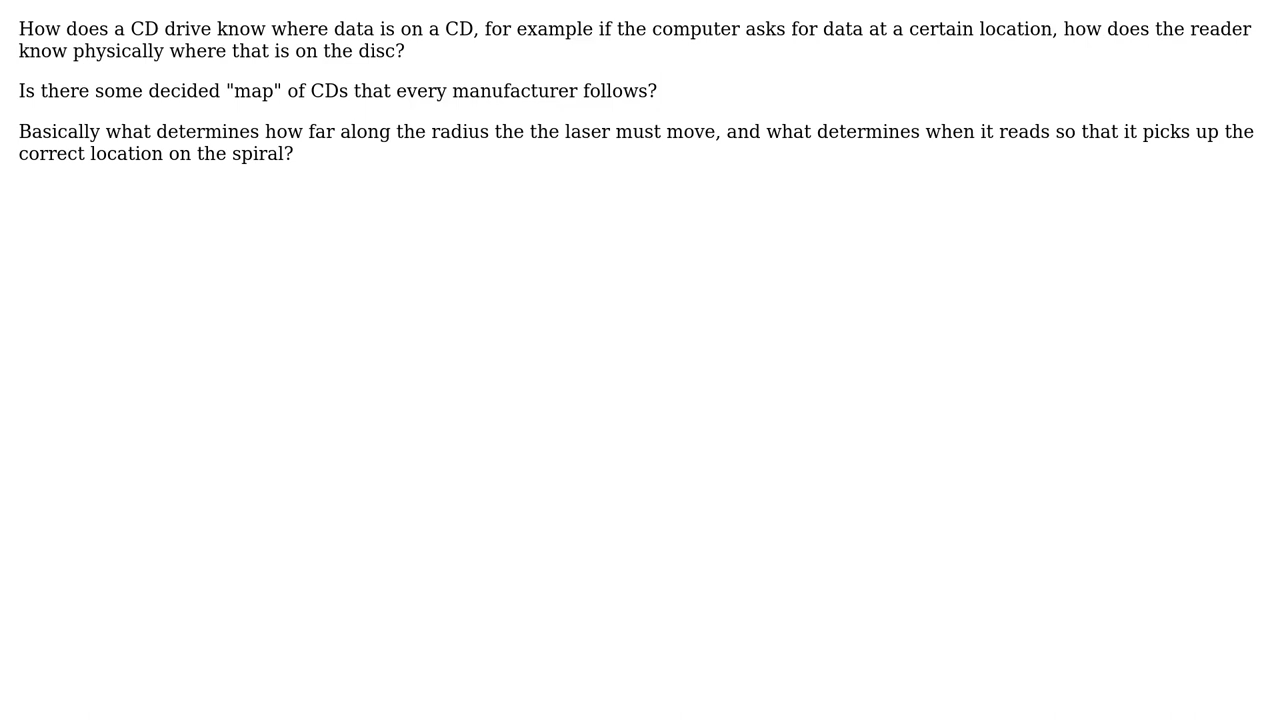 How does a CD drive know where data is on a CD, for example if the computer asks for data at a certain location, how does the reader
know physically where that is on the disc?
Is there some decided "map" of CDs that every manufacturer follows?
Basically what determines how far along the radius the the laser must move, and what determines when it reads so that it picks up the
correct location on the spiral?